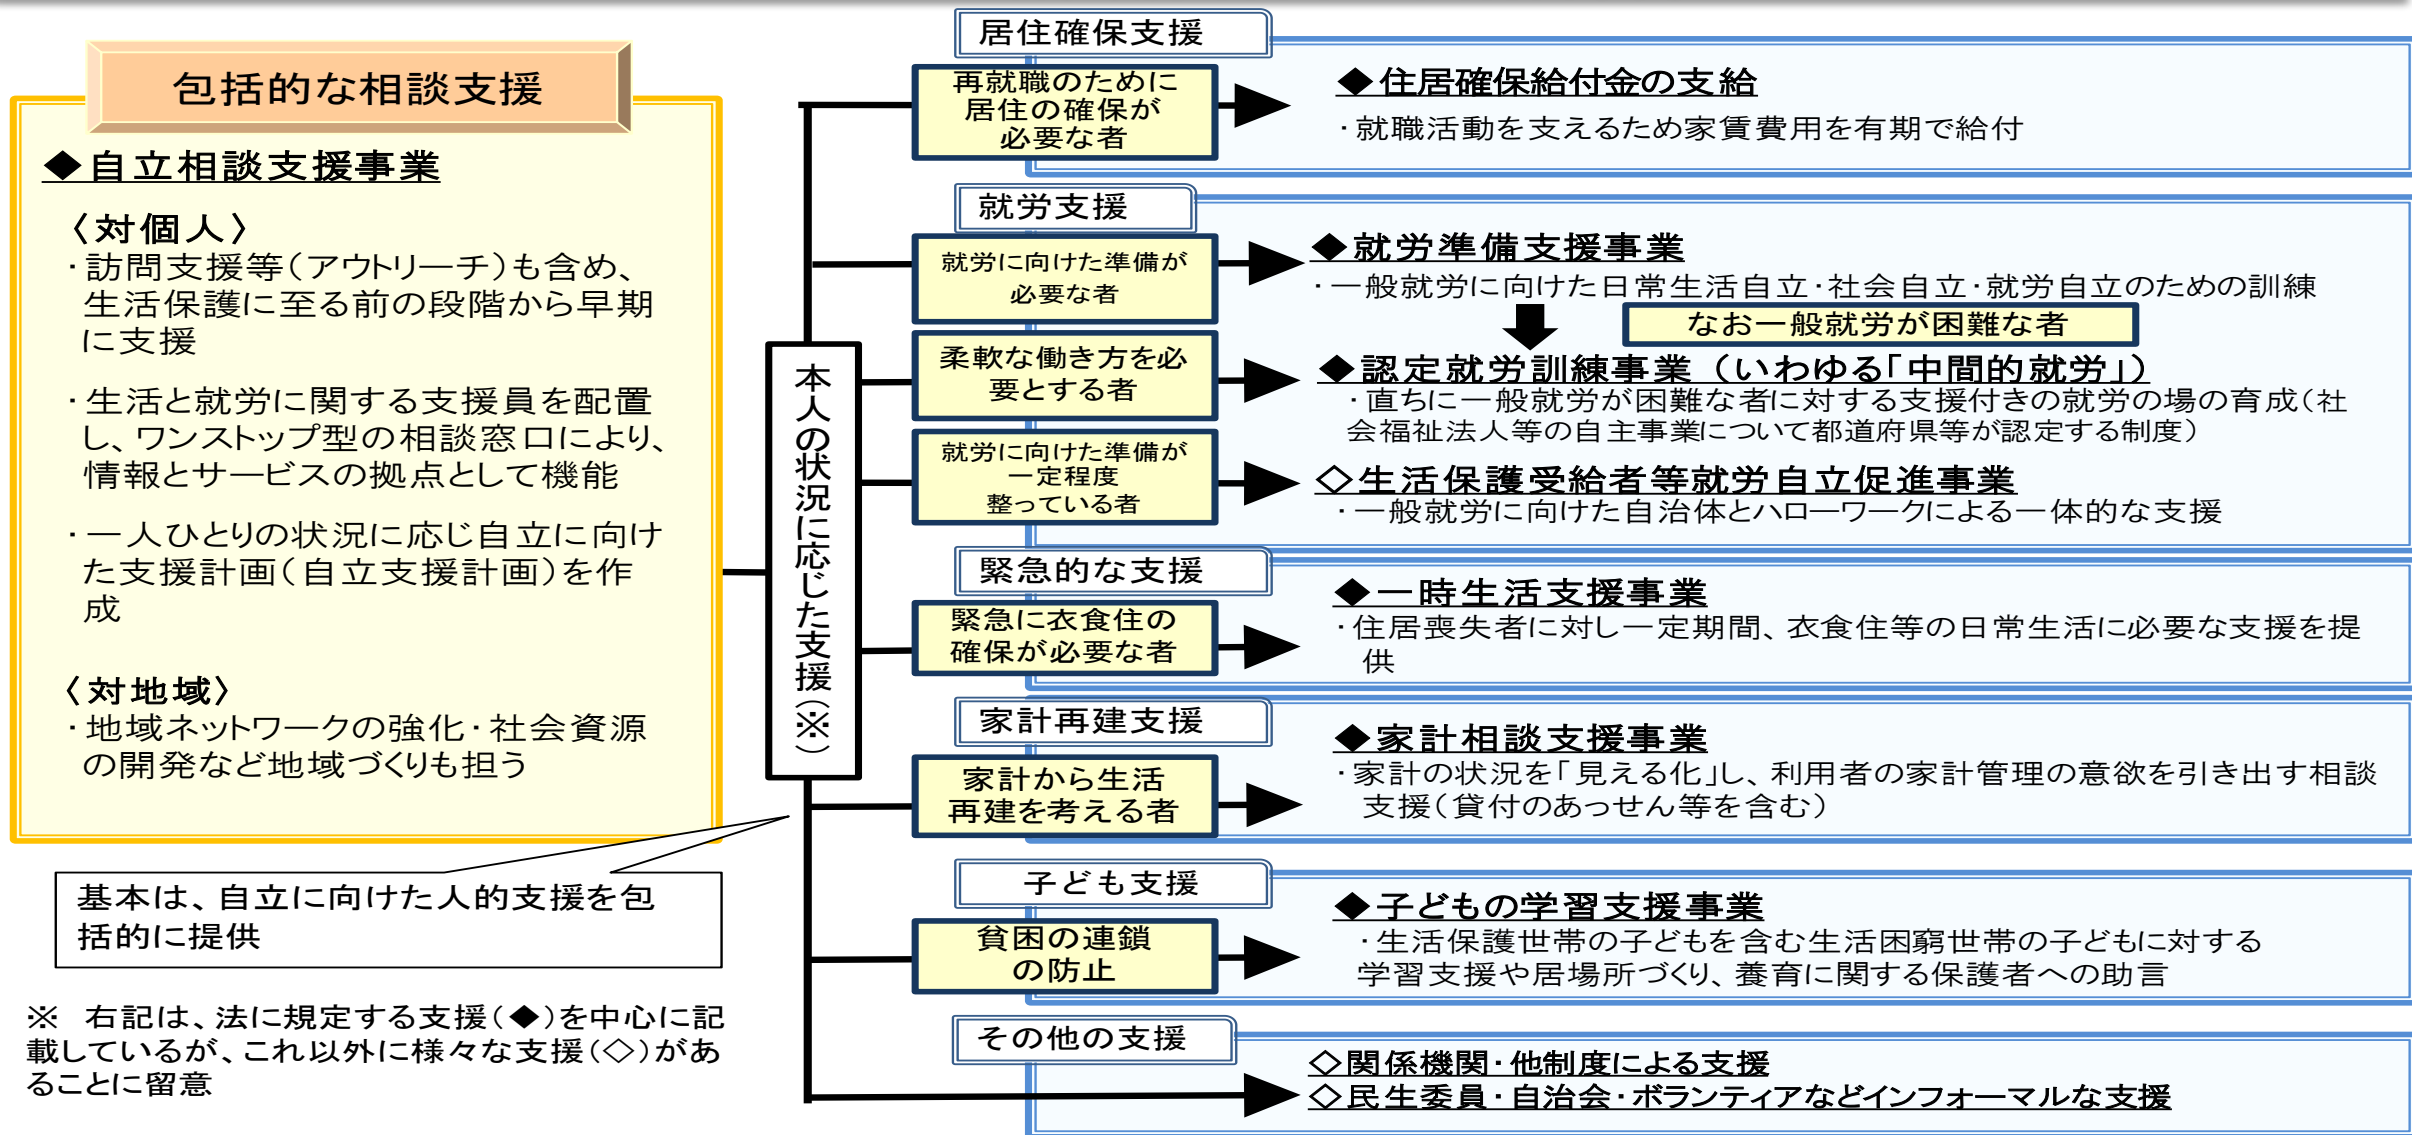 包括的な相談支援
◆自立相談支援事業
〈対個人〉
・訪問支援等（アウトリーチ）も含め、
生活保護に至る前の段階から早期
に支援
・生活と就労に関する支援員を配置
し、ワンストップ型の相談窓口により、
情報とサービスの拠点として機能
・一人ひとりの状況に応じ自立に向け
た支援計画（自立支援計画）を作
成
〈対地域〉
・地域ネットワークの強化・社会資源
の開発など地域づくりも担う
基本は、自立に向けた人的支援を包
括的に提供
※　右記は、法に規定する支援（◆）を中心に記
載しているが、これ以外に様々な支援（◇）があ
ることに留意
本人の状況に応じた支援（※）
居住確保支援
再就職のために
居住の確保が
必要な者
◆住居確保給付金の支給
・就職活動を支えるため家賃費用を有期で給付
就労支援
就労に向けた準備が
必要な者
◆就労準備支援事業
・一般就労に向けた日常生活自立・社会自立・就労自立のための訓練
なお一般就労が困難な者
柔軟な働き方を必
要とする者
◆認定就労訓練事業（いわゆる「中間的就労」）
・直ちに一般就労が困難な者に対する支援付きの就労の場の育成（社
会福祉法人等の自主事業について都道府県等が認定する制度）
就労に向けた準備が
一定程度
整っている者
◇生活保護受給者等就労自立促進事業
・一般就労に向けた自治体とハローワークによる一体的な支援
緊急的な支援
緊急に衣食住の
確保が必要な者
◆一時生活支援事業
・住居喪失者に対し一定期間、衣食住等の日常生活に必要な支援を提
供
家計再建支援
家計から生活
再建を考える者
◆家計相談支援事業
・家計の状況を「見える化」し、利用者の家計管理の意欲を引き出す相談
支援（貸付のあっせん等を含む）
子ども支援
貧困の連鎖
の防止
◆子どもの学習支援事業
・生活保護世帯の子どもを含む生活困窮世帯の子どもに対する
学習支援や居場所づくり、養育に関する保護者への助言
その他の支援
◇関係機関・他制度による支援
◇民生委員・自治会・ボランティアなどインフォーマルな支援